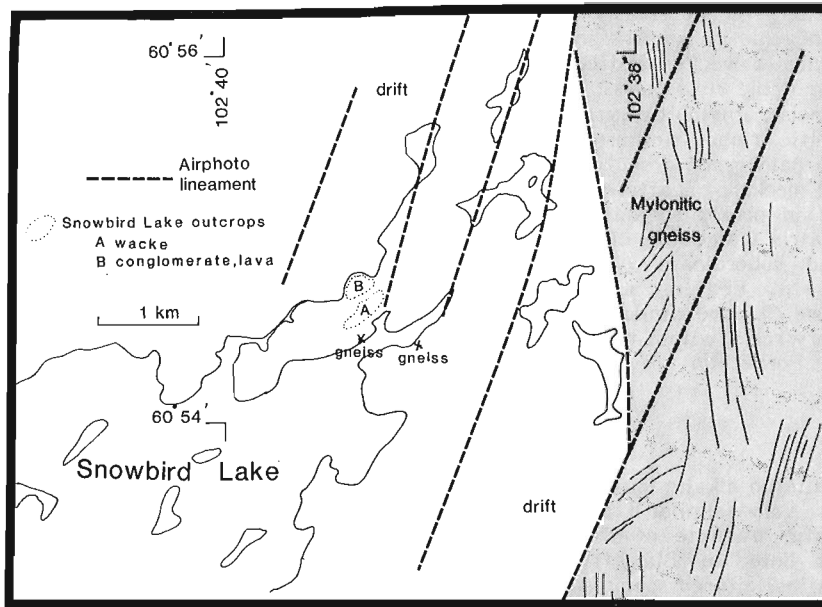 60° 56'
102° 40'
102° 38'
drift
Airphoto
lineament
Snowbird Lake outcrops
A wacke
B conglomerate, lava
Mylonitic
gneiss
1 km
B
A
gneiss
gneiss
60° 54'
Snowbird Lake
drift